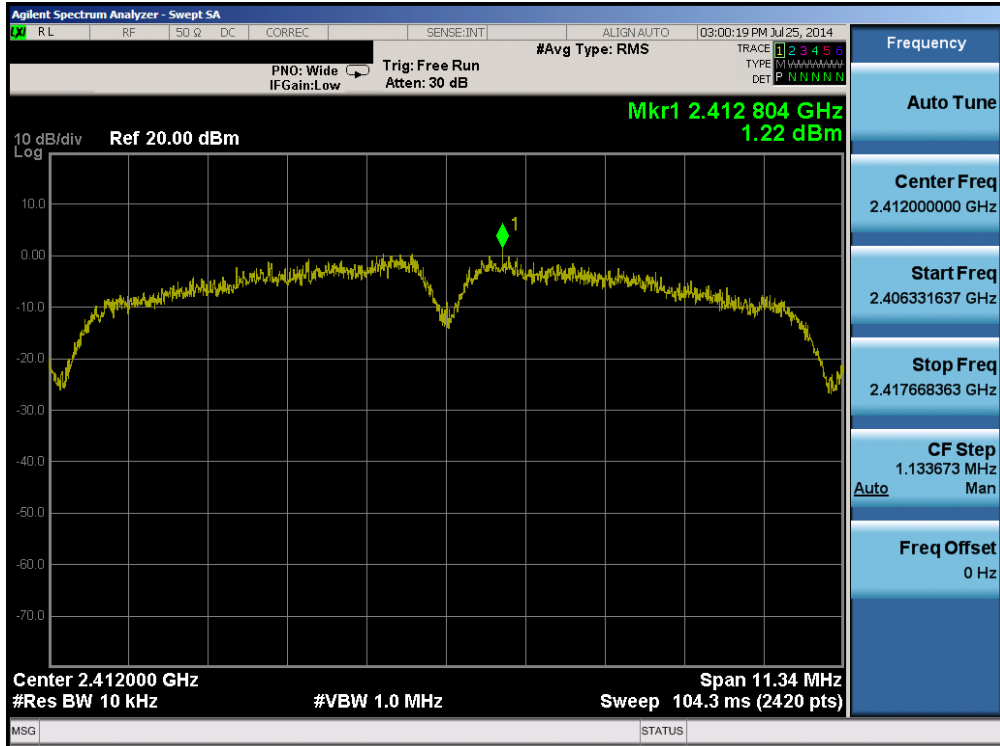 Agilent Spectrum Analyzer - Swept SA
LXI RL RF 50 Ω DC CORREC SENSE:INT ALIGN AUTO 03:00:19 PM Jul 25, 2014
#Avg Type: RMS TRACE 1 2 3 4 5 6
PNO: Wide Trig: Free Run TYPE M WWWWW
IFGain:Low Atten: 30 dB DET P N N N N N
Mkr1 2.412 804 GHz
1.22 dBm
10 dB/div Ref 20.00 dBm
Log
1
10.0
0.00
-10.0
-20.0
-30.0
-40.0
-50.0
-60.0
-70.0
Center 2.412000 GHz Span 11.34 MHz
#Res BW 10 kHz #VBW 1.0 MHz Sweep 104.3 ms (2420 pts)
MSG STATUS
Frequency
Auto Tune
Center Freq
2.412000000 GHz
Start Freq
2.406331637 GHz
Stop Freq
2.417668363 GHz
CF Step
1.133673 MHz
Auto Man
Freq Offset
0 Hz